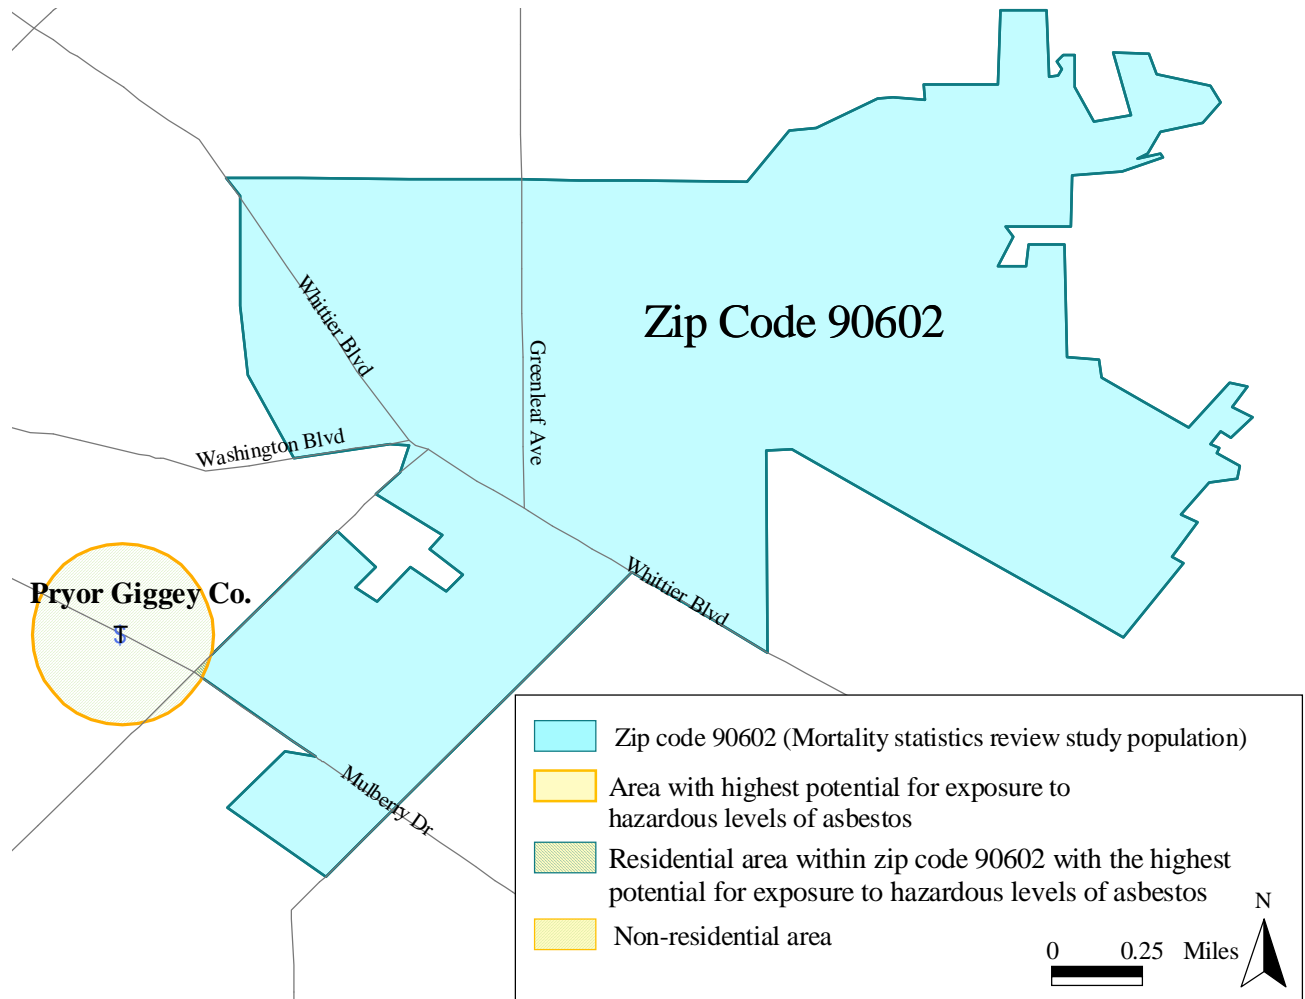 Zip Code 90602
Whittier Blvd
Greenleaf Ave
Washington Blvd
Pryor Giggey Co.
Whittier Blvd
Mulberry Dr
Zip code 90602 (Mortality statistics review study population)
Area with highest potential for exposure to
hazardous levels of asbestos
Residential area within zip code 90602 with the highest
potential for exposure to hazardous levels of asbestos
Non-residential area
N
0 0.25 Miles